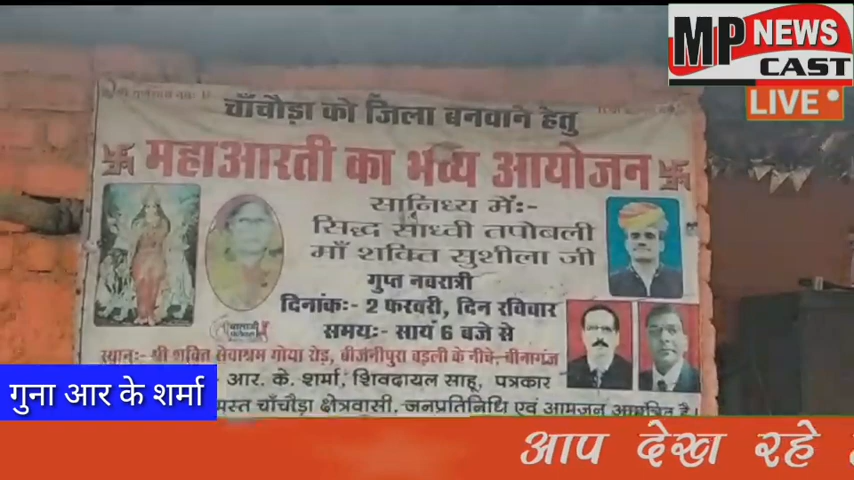 MP NEWS
CAST
LIVE
चाँचौड़ा को जिला बनवाने हेतु
महाआरती का भव्य आयोजन
सानिध्य में:-
सिद्ध साध्वी तपोबली
माँ शक्ति सुशीला जी
गुप्त नवरात्री
दिनांकः- 2 फरवरी, दिन रविवार
समयः- सायं 6 बजे से
स्थानः- श्री शक्ति सेवाश्रम गोया रोड, बीजनीपुरा बड़ली के नीचे, बीनागंज
आर. के. शर्मा, शिवदायल साहू, पत्रकार
चाँचौड़ा क्षेत्रवासी, जनप्रतिनिधि एवं आमजन आमंत्रित है।
गुना आर के शर्मा
आप देख रहे